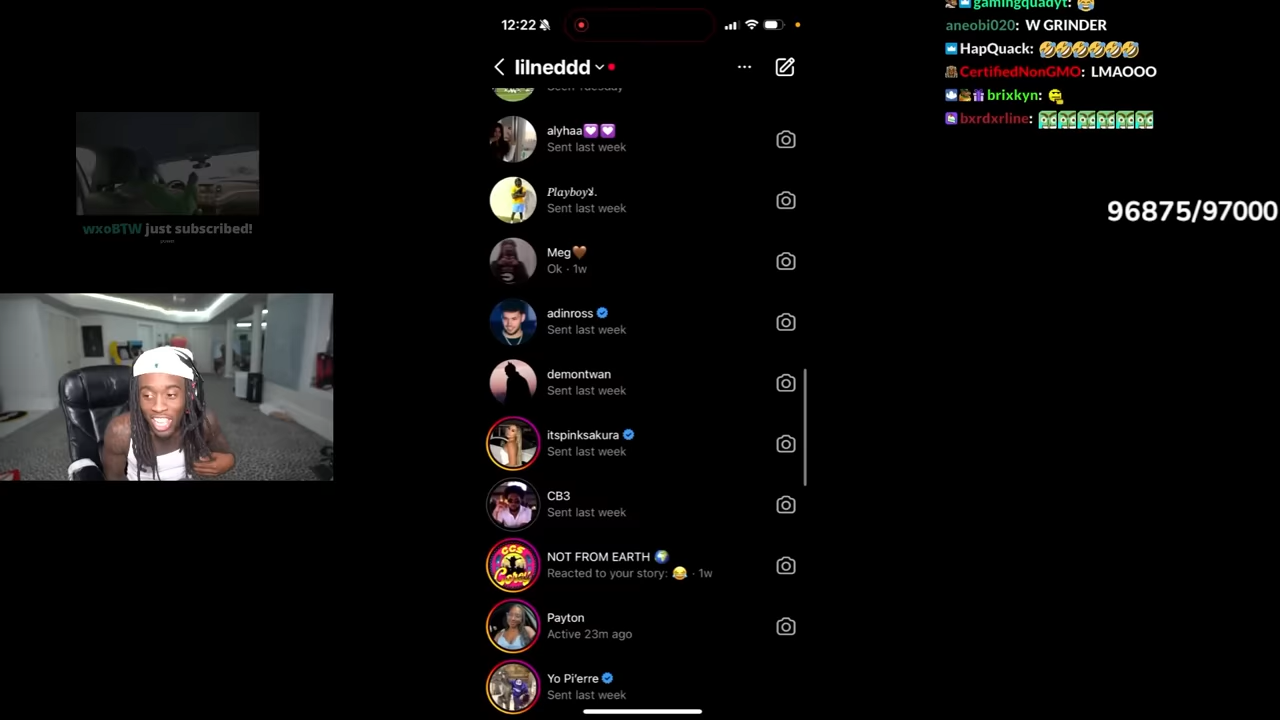 12:22
lilneddd
Seen Tuesday
alyhaa💜💜
Sent last week
Playboy
Sent last week
Meg🤎
Ok · 1w
adinross
Sent last week
demontwan
Sent last week
itspinksakura
Sent last week
CB3
Sent last week
NOT FROM EARTH 🌍
Reacted to your story: 😂 · 1w
Payton
Active 23m ago
Yo Pi'erre
Sent last week
wxoBTW just subscribed!
gamingquadyt: 😂
aneobi020: W GRINDER
HapQuack: 🤣🤣🤣🤣🤣🤣
CertifiedNonGMO: LMAOOO
brixkyn:
bxrdxrline:
96875/97000